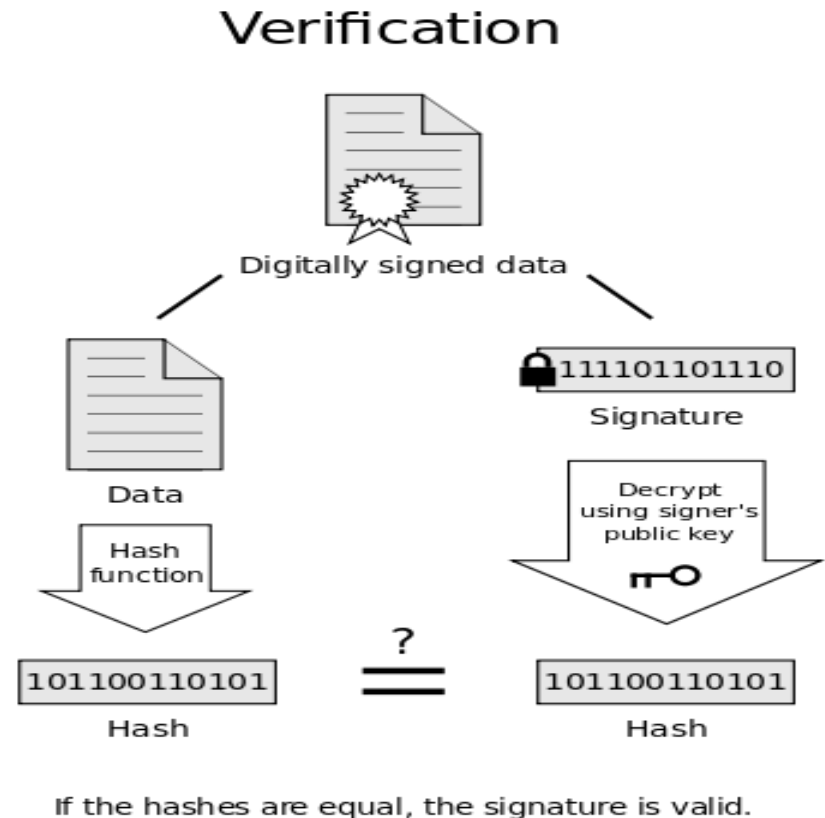 Verification
Digitally signed data
111101101110
Signature
Data
Decrypt
using signer's
public key
Hash
function
?
101100110101
101100110101
Hash
Hash
If the hashes are equal, the signature is valid.